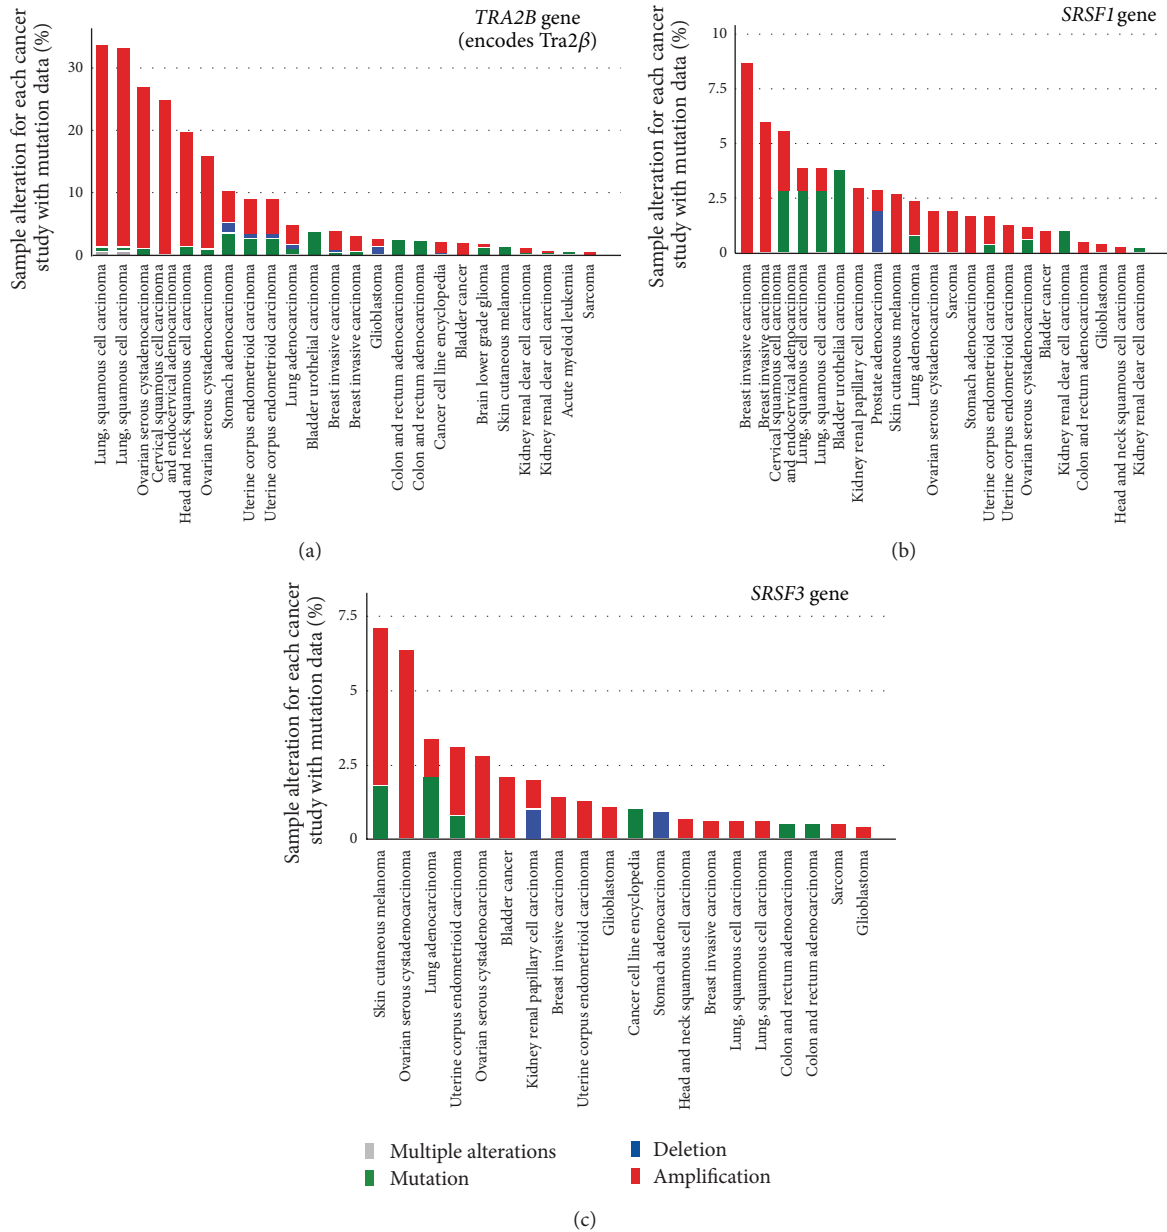 TRA2B gene
(encodes Tra2β)
Sample alteration for each cancer
study with mutation data (%)
30
20
10
0
Lung, squamous cell carcinoma
Lung, squamous cell carcinoma
Ovarian serous cystadenocarcinoma
Cervical squamous cell carcinoma
and endocervical adenocarcinoma
Head and neck squamous cell carcinoma
Ovarian serous cystadenocarcinoma
Stomach adenocarcinoma
Uterine corpus endometrioid carcinoma
Uterine corpus endometrioid carcinoma
Lung adenocarcinoma
Bladder urothelial carcinoma
Breast invasive carcinoma
Breast invasive carcinoma
Glioblastoma
Colon and rectum adenocarcinoma
Colon and rectum adenocarcinoma
Cancer cell line encyclopedia
Bladder cancer
Brain lower grade glioma
Skin cutaneous melanoma
Kidney renal clear cell carcinoma
Kidney renal clear cell carcinoma
Acute myeloid leukemia
Sarcoma
(a)
SRSF1 gene
Sample alteration for each cancer
study with mutation data (%)
10
7.5
5
2.5
0
Breast invasive carcinoma
Breast invasive carcinoma
Cervical squamous cell carcinoma
and endocervical adenocarcinoma
Lung, squamous cell carcinoma
Lung, squamous cell carcinoma
Bladder urothelial carcinoma
Kidney renal papillary cell carcinoma
Prostate adenocarcinoma
Skin cutaneous melanoma
Lung adenocarcinoma
Ovarian serous cystadenocarcinoma
Sarcoma
Stomach adenocarcinoma
Uterine corpus endometrioid carcinoma
Uterine corpus endometrioid carcinoma
Ovarian serous cystadenocarcinoma
Bladder cancer
Kidney renal clear cell carcinoma
Colon and rectum adenocarcinoma
Glioblastoma
Head and neck squamous cell carcinoma
Kidney renal clear cell carcinoma
(b)
SRSF3 gene
Sample alteration for each cancer
study with mutation data (%)
7.5
5
2.5
0
Skin cutaneous melanoma
Ovarian serous cystadenocarcinoma
Lung adenocarcinoma
Uterine corpus endometrioid carcinoma
Ovarian serous cystadenocarcinoma
Bladder cancer
Kidney renal papillary cell carcinoma
Breast invasive carcinoma
Uterine corpus endometrioid carcinoma
Glioblastoma
Cancer cell line encyclopedia
Stomach adenocarcinoma
Head and neck squamous cell carcinoma
Breast invasive carcinoma
Lung, squamous cell carcinoma
Lung, squamous cell carcinoma
Colon and rectum adenocarcinoma
Colon and rectum adenocarcinoma
Sarcoma
Glioblastoma
Multiple alterations
Mutation
Deletion
Amplification
(c)